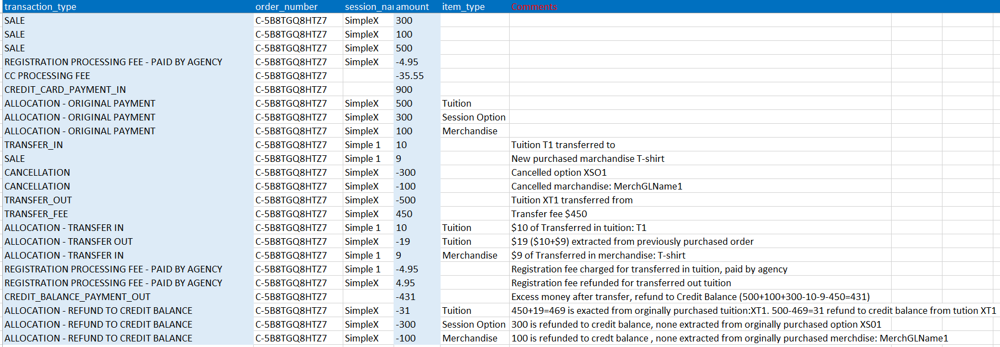 transaction_type order_number session_nar amount item_type Comments
SALE C-5B8TGQ8HTZ7 SimpleX 300
SALE C-5B8TGQ8HTZ7 SimpleX 100
SALE C-5B8TGQ8HTZ7 SimpleX 500
REGISTRATION PROCESSING FEE - PAID BY AGENCY C-5B8TGQ8HTZ7 SimpleX -4.95
CC PROCESSING FEE C-5B8TGQ8HTZ7 -35.55
CREDIT_CARD_PAYMENT_IN C-5B8TGQ8HTZ7 900
ALLOCATION - ORIGINAL PAYMENT C-5B8TGQ8HTZ7 SimpleX 500 Tuition
ALLOCATION - ORIGINAL PAYMENT C-5B8TGQ8HTZ7 SimpleX 300 Session Option
ALLOCATION - ORIGINAL PAYMENT C-5B8TGQ8HTZ7 SimpleX 100 Merchandise
TRANSFER_IN C-5B8TGQ8HTZ7 Simple 1 10 Tuition T1 transferred to
SALE C-5B8TGQ8HTZ7 Simple 1 9 New purchased marchandise T-shirt
CANCELLATION C-5B8TGQ8HTZ7 SimpleX -300 Cancelled option XSO1
CANCELLATION C-5B8TGQ8HTZ7 SimpleX -100 Cancelled marchandise: MerchGLName1
TRANSFER_OUT C-5B8TGQ8HTZ7 SimpleX -500 Tuition XT1 transferred from
TRANSFER_FEE C-5B8TGQ8HTZ7 SimpleX 450 Transfer fee $450
ALLOCATION - TRANSFER IN C-5B8TGQ8HTZ7 Simple 1 10 Tuition $10 of Transferred in tuition: T1
ALLOCATION - TRANSFER OUT C-5B8TGQ8HTZ7 SimpleX -19 Tuition $19 ($10+$9) extracted from previously purchased order
ALLOCATION - TRANSFER IN C-5B8TGQ8HTZ7 Simple 1 9 Merchandise $9 of Transferred in merchandise: T-shirt
REGISTRATION PROCESSING FEE - PAID BY AGENCY C-5B8TGQ8HTZ7 Simple 1 -4.95 Registration fee charged for transferred in tuition, paid by agency
REGISTRATION PROCESSING FEE - PAID BY AGENCY C-5B8TGQ8HTZ7 SimpleX 4.95 Registration fee refunded for transferred out tuition
CREDIT_BALANCE_PAYMENT_OUT C-5B8TGQ8HTZ7 -431 Excess money after transfer, refund to Credit Balance (500+100+300-10-9-450=431)
ALLOCATION - REFUND TO CREDIT BALANCE C-5B8TGQ8HTZ7 SimpleX -31 Tuition 450+19=469 is exacted from orginally purchased tuition:XT1. 500-469=31 refund to credit balance from tution XT1
ALLOCATION - REFUND TO CREDIT BALANCE C-5B8TGQ8HTZ7 SimpleX -300 Session Option 300 is refunded to credit balance, none extracted from orginally purchased option XS01
ALLOCATION - REFUND TO CREDIT BALANCE C-5B8TGQ8HTZ7 SimpleX -100 Merchandise 100 is refunded to credt balance , none extracted from orginally purchased merchdise: MerchGLName1